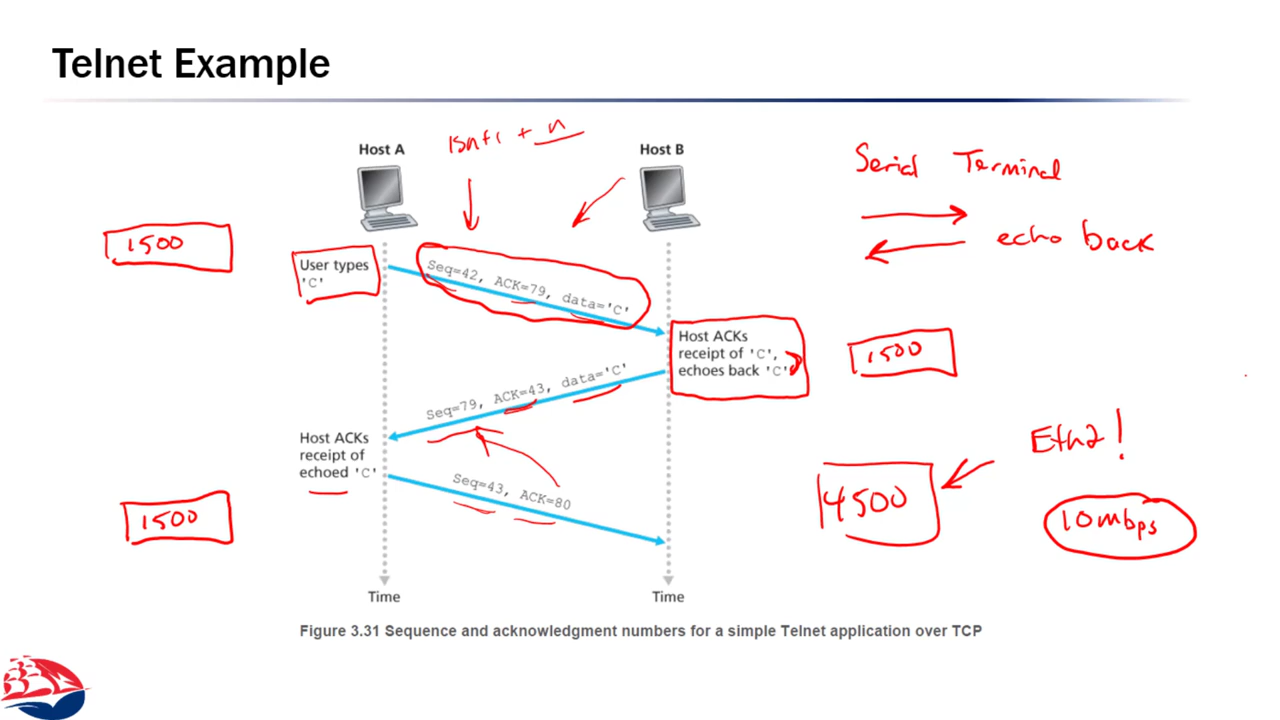 Telnet Example
isn+1 + n
Host A
Host B
Serial Terminal
echo back
1500
User types
'C'
Seq=42, ACK=79, data='C'
Host ACKs
receipt of 'C',
echoes back 'C'
1500
Seq=79, ACK=43, data='C'
Host ACKs
receipt of
echoed 'C'
Eth2!
Seq=43, ACK=80
4500
1500
10mbps
Time
Time
Figure 3.31 Sequence and acknowledgment numbers for a simple Telnet application over TCP